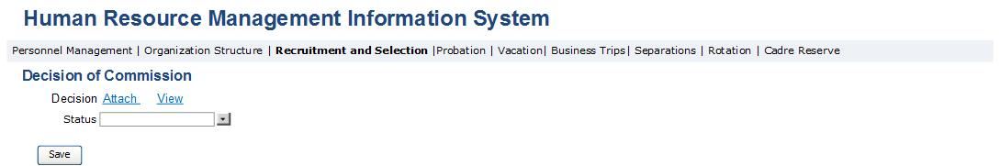 Human Resource Management Information System
Personnel Management | Organization Structure | Recruitment and Selection |Probation | Vacation| Business Trips| Separations | Rotation | Cadre Reserve
Decision of Commission
Decision Attach View
Status
Save